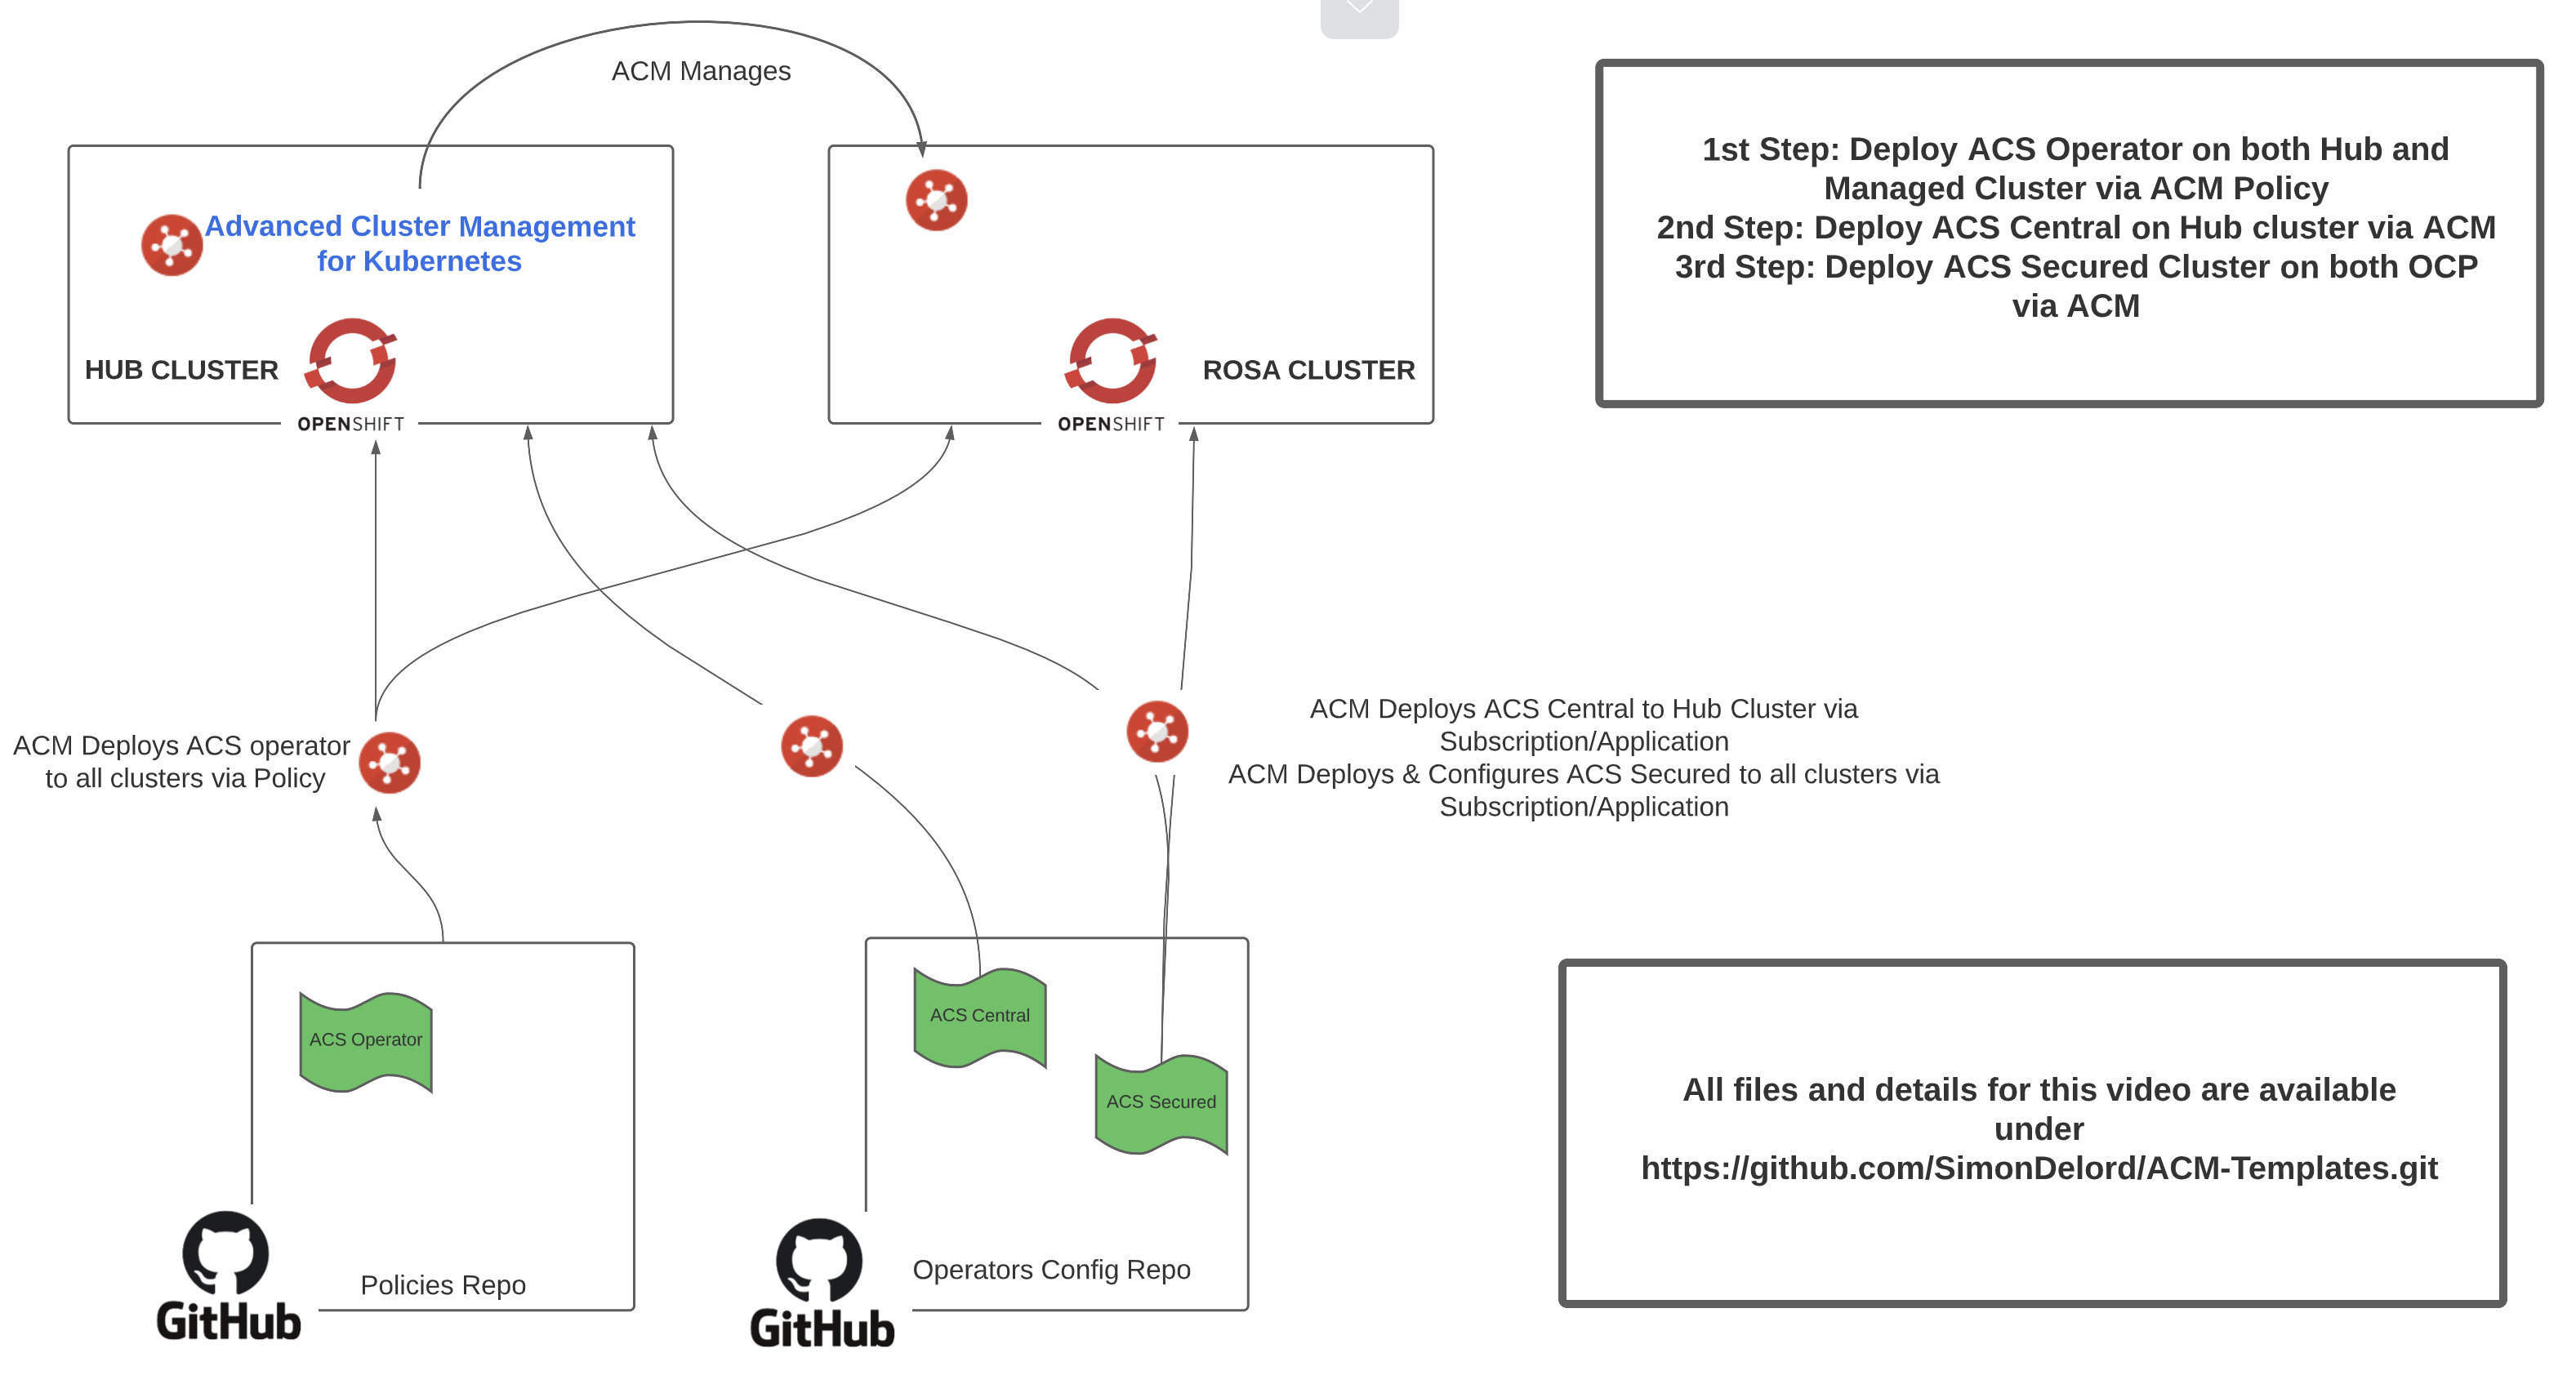 ACM Manages
Advanced Cluster Management
for Kubernetes
HUB CLUSTER
OPENSHIFT
ROSA CLUSTER
OPENSHIFT
1st Step: Deploy ACS Operator on both Hub and
Managed Cluster via ACM Policy
2nd Step: Deploy ACS Central on Hub cluster via ACM
3rd Step: Deploy ACS Secured Cluster on both OCP
via ACM
ACM Deploys ACS operator
to all clusters via Policy
ACM Deploys ACS Central to Hub Cluster via
Subscription/Application
ACM Deploys & Configures ACS Secured to all clusters via
Subscription/Application
ACS Operator
Policies Repo
GitHub
ACS Central
ACS Secured
Operators Config Repo
GitHub
All files and details for this video are available
under
https://github.com/SimonDelord/ACM-Templates.git